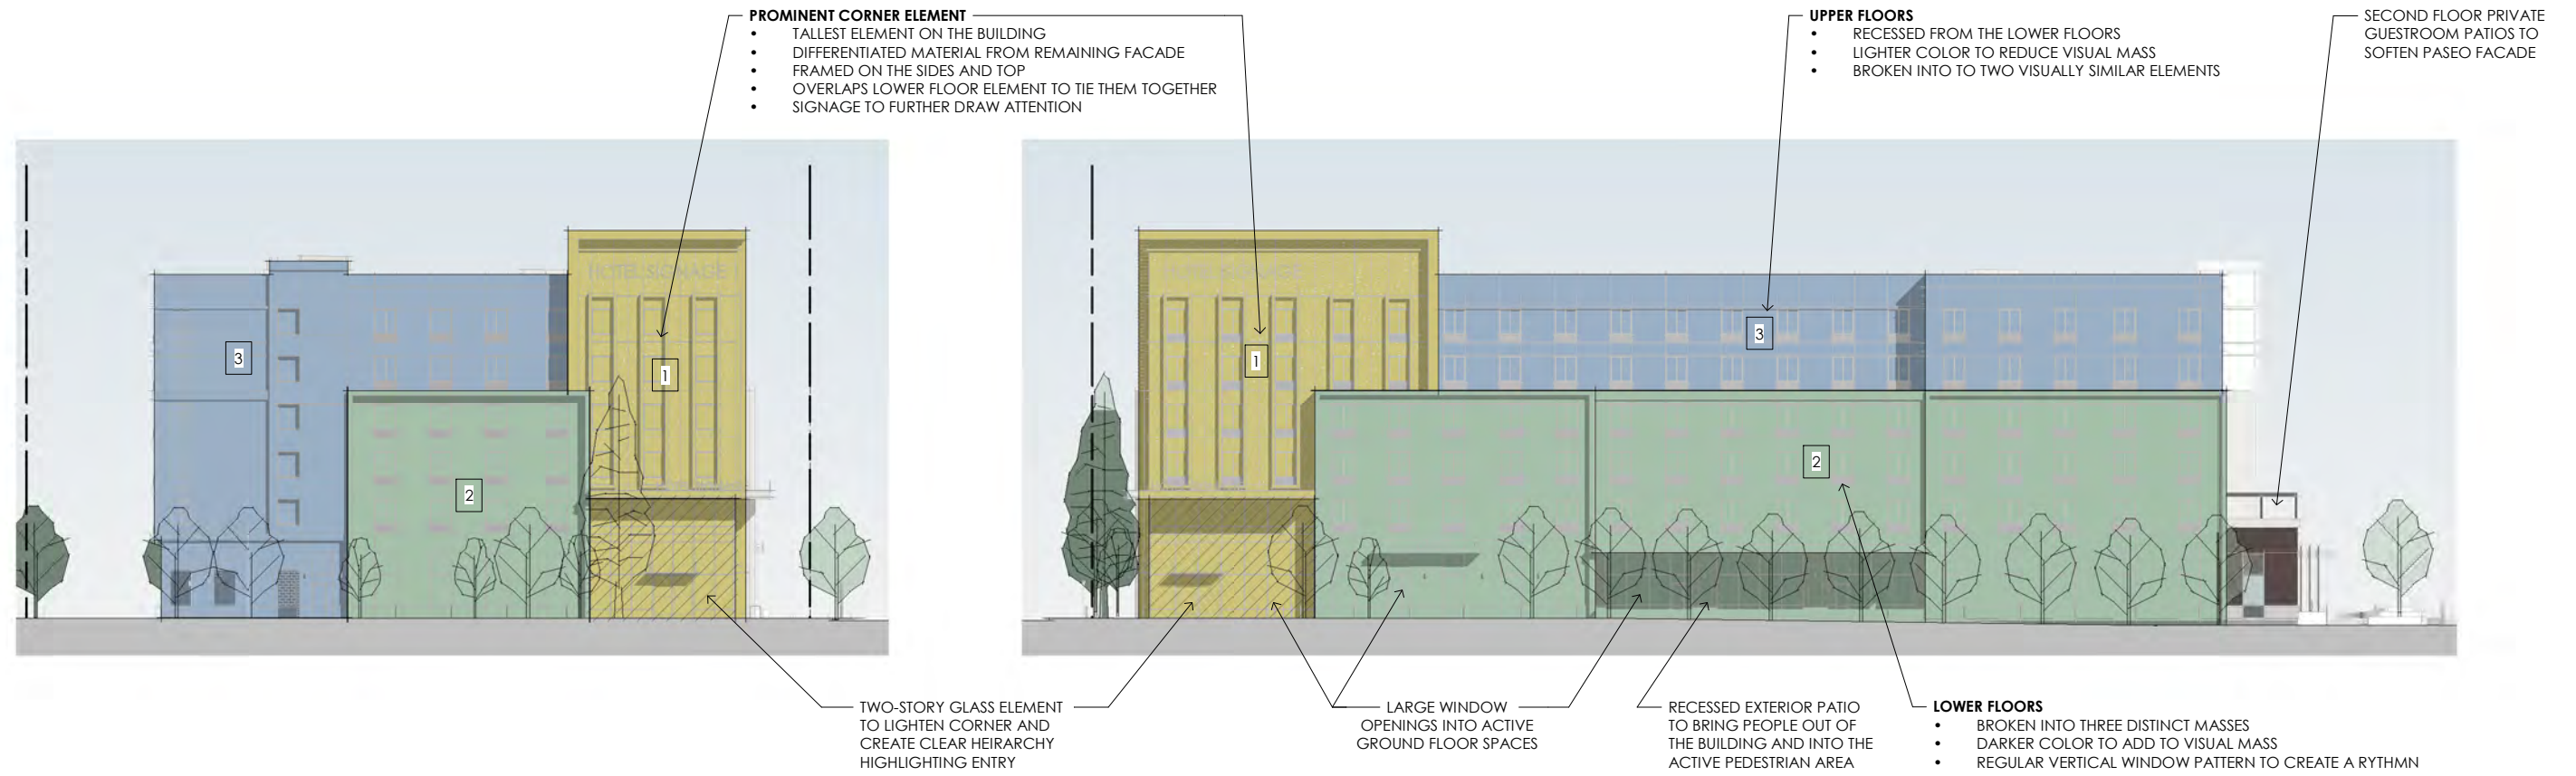 PROMINENT CORNER ELEMENT
• TALLEST ELEMENT ON THE BUILDING
• DIFFERENTIATED MATERIAL FROM REMAINING FACADE
• FRAMED ON THE SIDES AND TOP
• OVERLAPS LOWER FLOOR ELEMENT TO TIE THEM TOGETHER
• SIGNAGE TO FURTHER DRAW ATTENTION
UPPER FLOORS
• RECESSED FROM THE LOWER FLOORS
• LIGHTER COLOR TO REDUCE VISUAL MASS
• BROKEN INTO TO TWO VISUALLY SIMILAR ELEMENTS
SECOND FLOOR PRIVATE
GUESTROOM PATIOS TO
SOFTEN PASEO FACADE
HOTEL SIGNAGE
3
1
2
HOTEL SIGNAGE
1
3
2
TWO-STORY GLASS ELEMENT
TO LIGHTEN CORNER AND
CREATE CLEAR HEIRARCHY
HIGHLIGHTING ENTRY
LARGE WINDOW
OPENINGS INTO ACTIVE
GROUND FLOOR SPACES
RECESSED EXTERIOR PATIO
TO BRING PEOPLE OUT OF
THE BUILDING AND INTO THE
ACTIVE PEDESTRIAN AREA
LOWER FLOORS
• BROKEN INTO THREE DISTINCT MASSES
• DARKER COLOR TO ADD TO VISUAL MASS
• REGULAR VERTICAL WINDOW PATTERN TO CREATE A RYTHMN